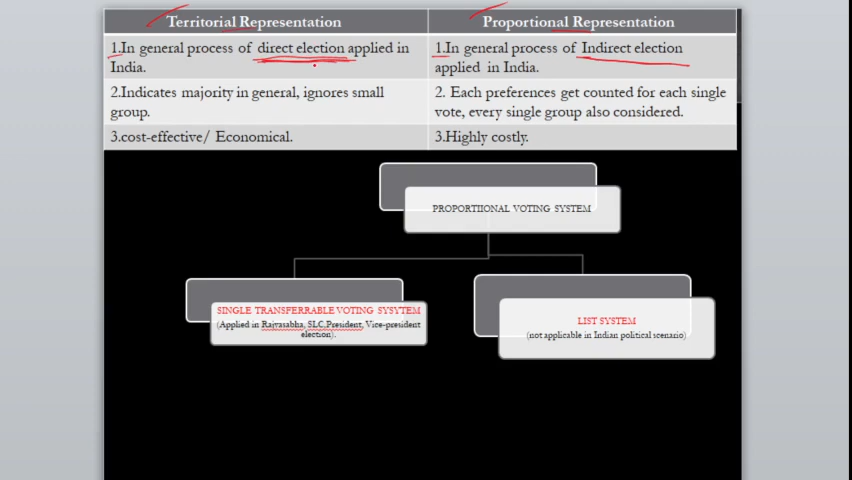 Territorial Representation
Proportional Representation
1.In general process of direct election applied in
India.
1.In general process of Indirect election
applied in India.
2.Indicates majority in general, ignores small
group.
2. Each preferences get counted for each single
vote, every single group also considered.
3.cost-effective/ Economical.
3.Highly costly.
PROPORTIIONAL VOTING SYSTEM
SINGLE TRANSFERRABLE VOTING SYSYTEM
(Applied in Rajyasabha, SLC,President, Vice-president
election).
LIST SYSTEM
(not applicable in Indian political scenario)